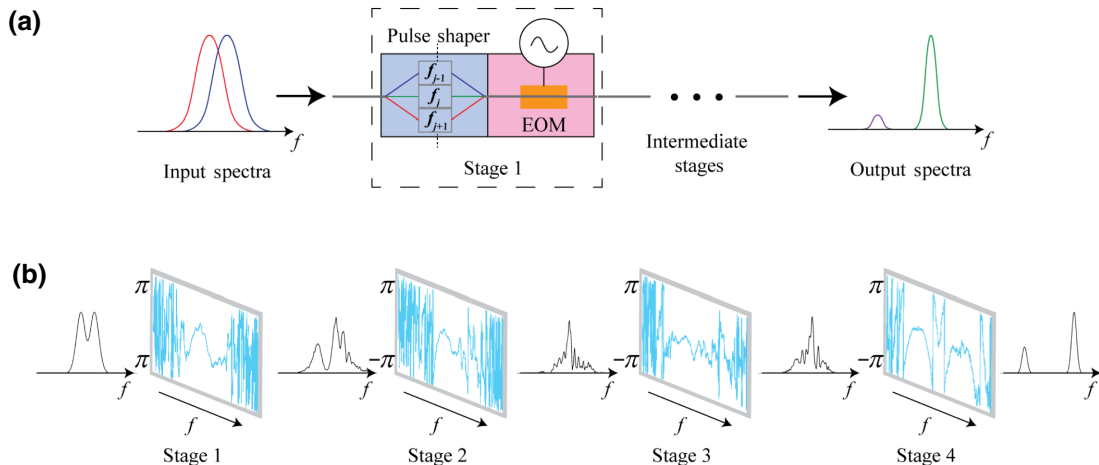 (a)
Pulse shaper
f_{j-1}
f_j
f_{j+1}
EOM
f
Input spectra
Stage 1
Intermediate
stages
f
Output spectra
(b)
π
π
f
f
Stage 1
π
-π
f
f
Stage 2
π
-π
f
f
Stage 3
π
-π
f
f
Stage 4
f